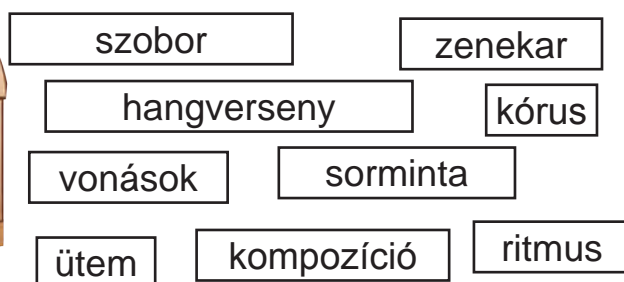 szobor
zenekar
hangverseny
kórus
vonások
sorminta
ütem
kompozíció
ritmus